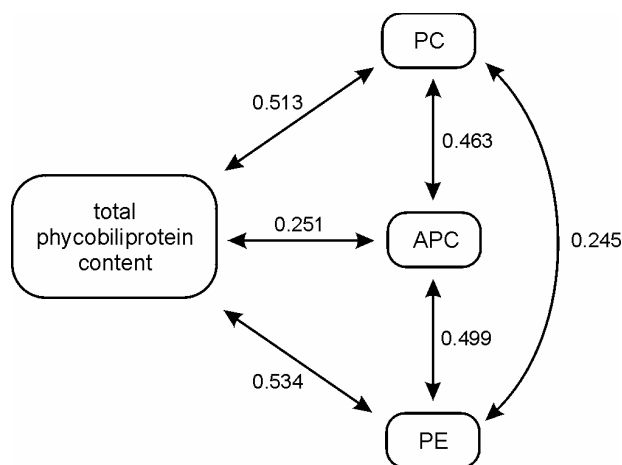 PC
0.513
0.463
total
phycobiliprotein
content
0.251
APC
0.245
0.499
0.534
PE